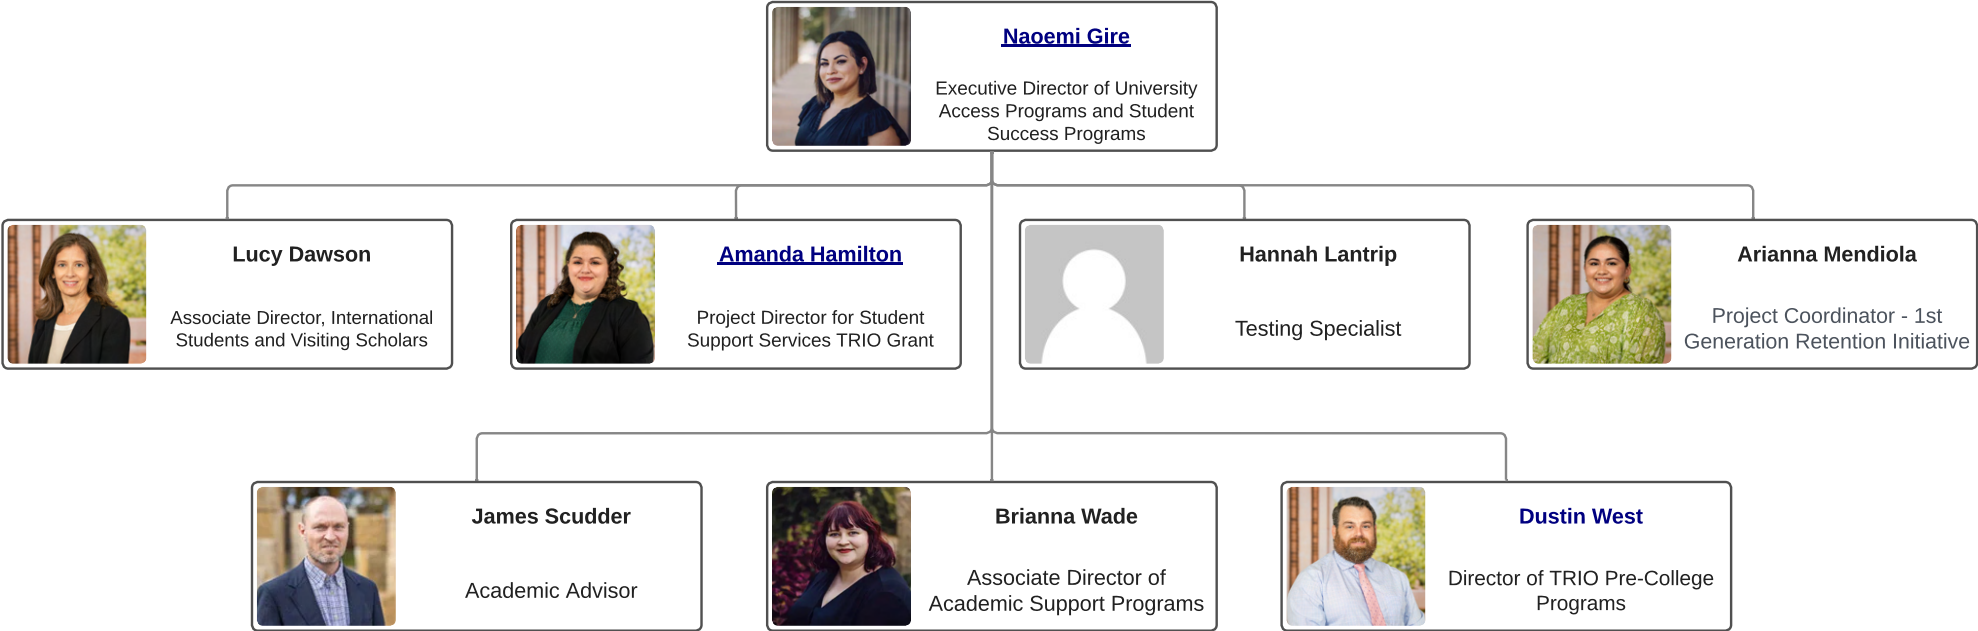 Naoemi Gire
Executive Director of University
Access Programs and Student
Success Programs
Lucy Dawson
Associate Director, International
Students and Visiting Scholars
Amanda Hamilton
Project Director for Student
Support Services TRIO Grant
Hannah Lantrip
Testing Specialist
Arianna Mendiola
Project Coordinator - 1st
Generation Retention Initiative
James Scudder
Academic Advisor
Brianna Wade
Associate Director of
Academic Support Programs
Dustin West
Director of TRIO Pre-College
Programs